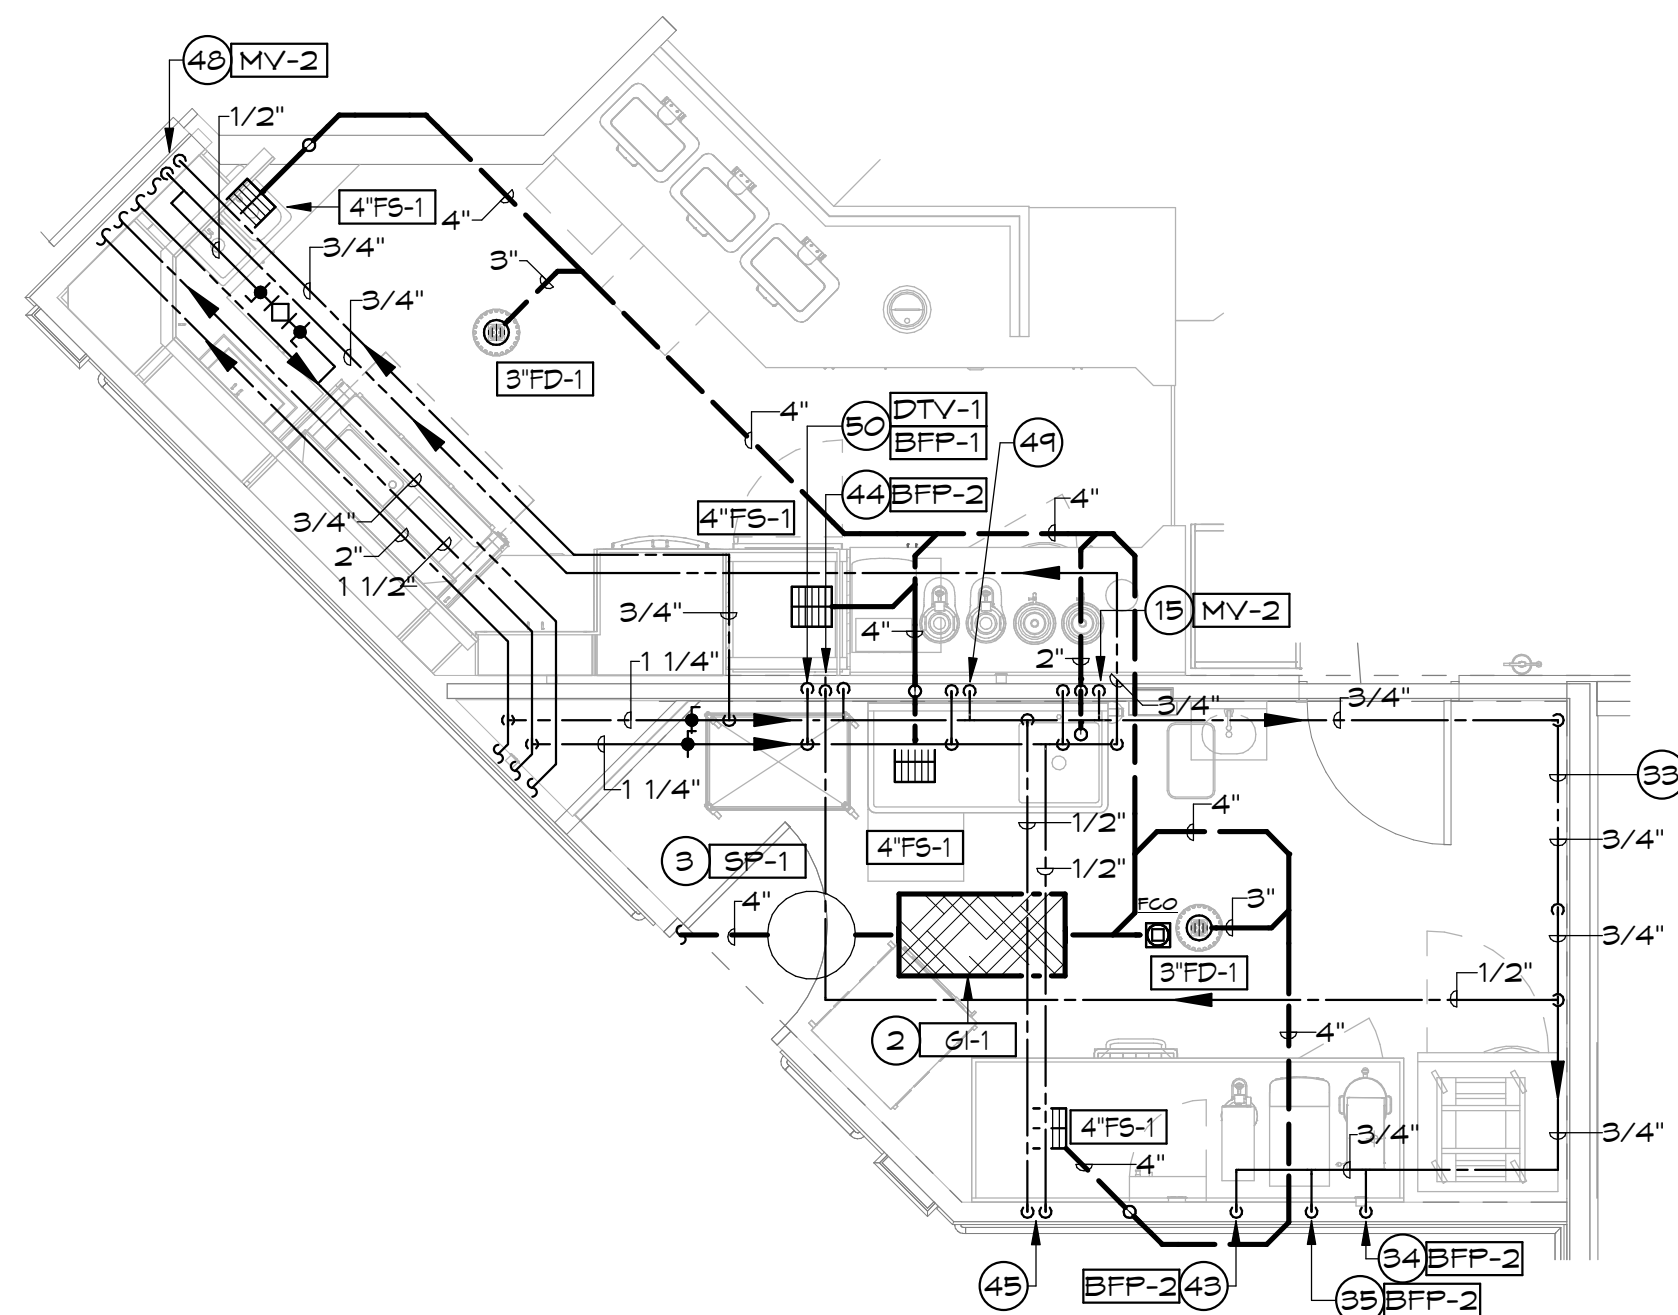 48 MV-2
1/2"
4"FS-1
4"
3/4"
3"
3/4"
3"FD-1
4"
50 DTV-1
BFP-1
49
44 BFP-2
4"FS-1
4"
3/4"
2"
1 1/2"
3/4"
4"
15 MV-2
2"
1 1/4"
3/4"
3/4"
33
1 1/4"
4"
1/2"
3/4"
4"FS-1
3 SP-1
1/2"
4"
FCO
3"
3/4"
3"FD-1
1/2"
2 GI-1
4"
4"FS-1
3/4"
3/4"
4"
34 BFP-2
45
BFP-2 43
35 BFP-2